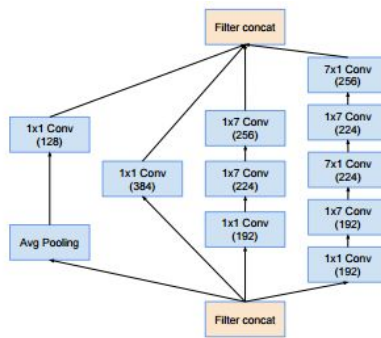 Filter concat
1x1 Conv
(128)
Avg Pooling
1x1 Conv
(384)
1x7 Conv
(256)
1x7 Conv
(224)
1x1 Conv
(192)
7x1 Conv
(256)
1x7 Conv
(224)
7x1 Conv
(224)
1x7 Conv
(192)
1x1 Conv
(192)
Filter concat